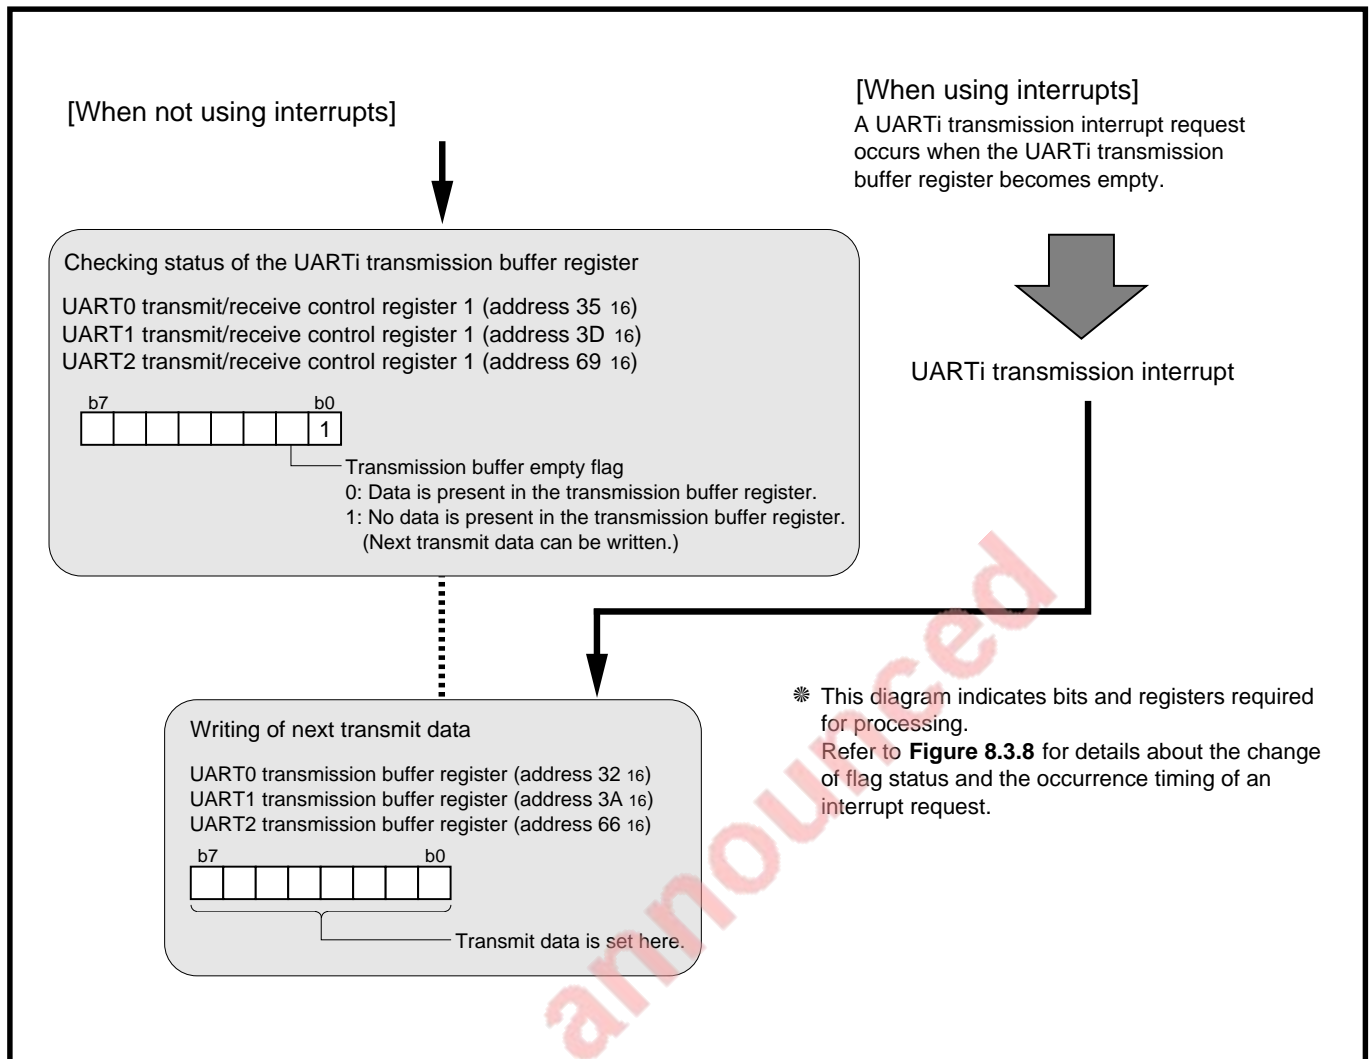 [When not using interrupts]
[When using interrupts]
A UARTi transmission interrupt request
occurs when the UARTi transmission
buffer register becomes empty.
Checking status of the UARTi transmission buffer register
UART0 transmit/receive control register 1 (address 35 16)
UART1 transmit/receive control register 1 (address 3D 16)
UART2 transmit/receive control register 1 (address 69 16)
b7 b0
1
Transmission buffer empty flag
0: Data is present in the transmission buffer register.
1: No data is present in the transmission buffer register.
(Next transmit data can be written.)
UARTi transmission interrupt
Writing of next transmit data
UART0 transmission buffer register (address 32 16)
UART1 transmission buffer register (address 3A 16)
UART2 transmission buffer register (address 66 16)
b7 b0
Transmit data is set here.
❋ This diagram indicates bits and registers required
for processing.
Refer to Figure 8.3.8 for details about the change
of flag status and the occurrence timing of an
interrupt request.
announced